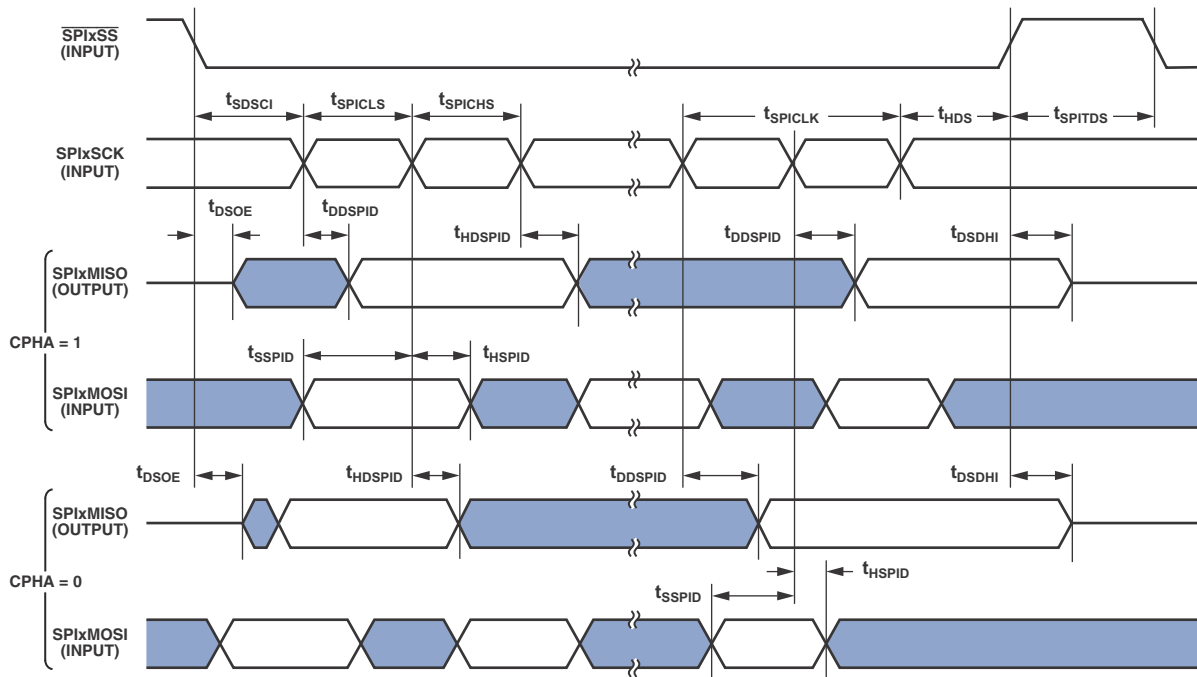 SPIxSS
(INPUT)
tSDSCI tSPICLS tSPICHS tSPICLK tHDS tSPITDS
SPIxSCK
(INPUT)
tDSOE tDDSPID tHDSPID tDDSPID tDSDHI
SPIxMISO
(OUTPUT)
CPHA = 1
tSSPID tHSPID
SPIxMOSI
(INPUT)
tDSOE tHDSPID tDDSPID tDSDHI
SPIxMISO
(OUTPUT)
CPHA = 0
tHSPID
tSSPID
SPIxMOSI
(INPUT)